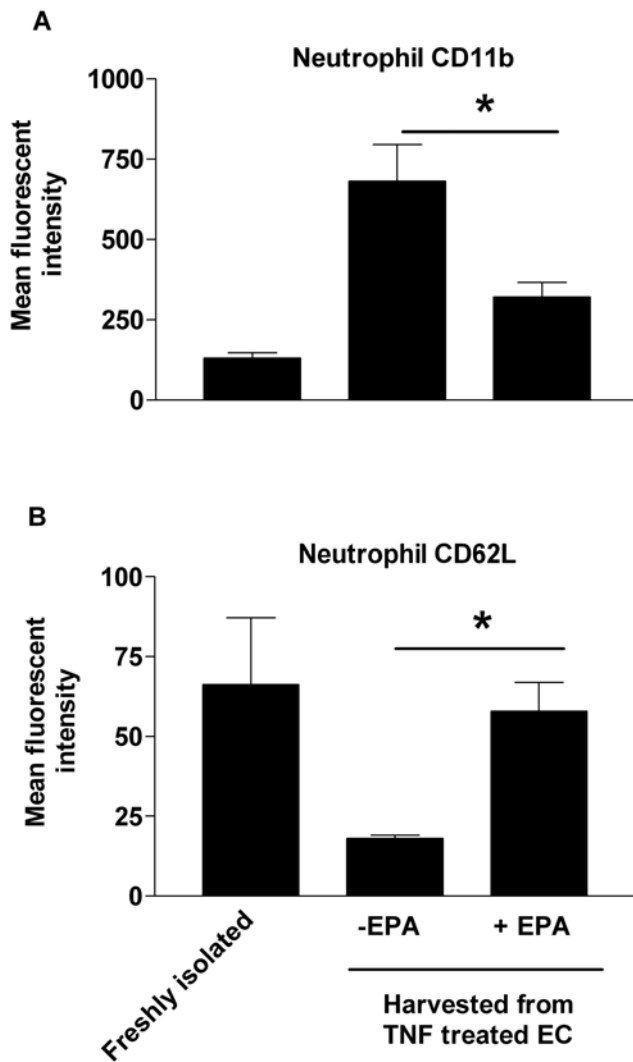 A
Neutrophil CD11b
*
1000
750
500
250
0
Mean fluorescent
intensity
B
Neutrophil CD62L
*
100
75
50
25
0
Mean fluorescent
intensity
Freshly isolated
-EPA
+ EPA
Harvested from
TNF treated EC